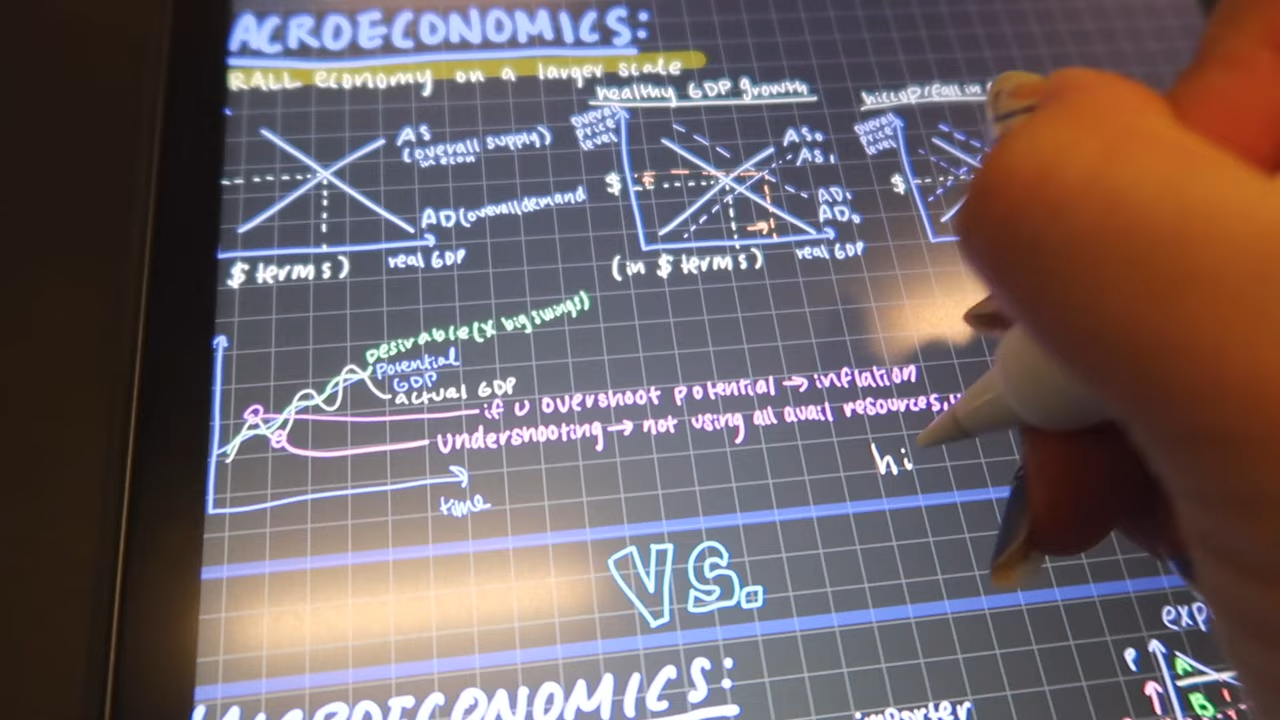 ACROECONOMICS:
RALL economy on a larger scale
healthy GDP growth
overall price level
AS
(overall supply)
in econ
AD (overall demand
real GDP
$ terms)
overall price level
$
AS₀
AS₁
AD₁
AD₀
real GDP
(in $ terms)
$
Desirable (x big swings)
Potential GDP
actual GDP
if u overshoot potential → inflation
undershooting → not using all avail resources,
time
hi
VS.
ICROECONOMICS:
importer
exp
P
A
B